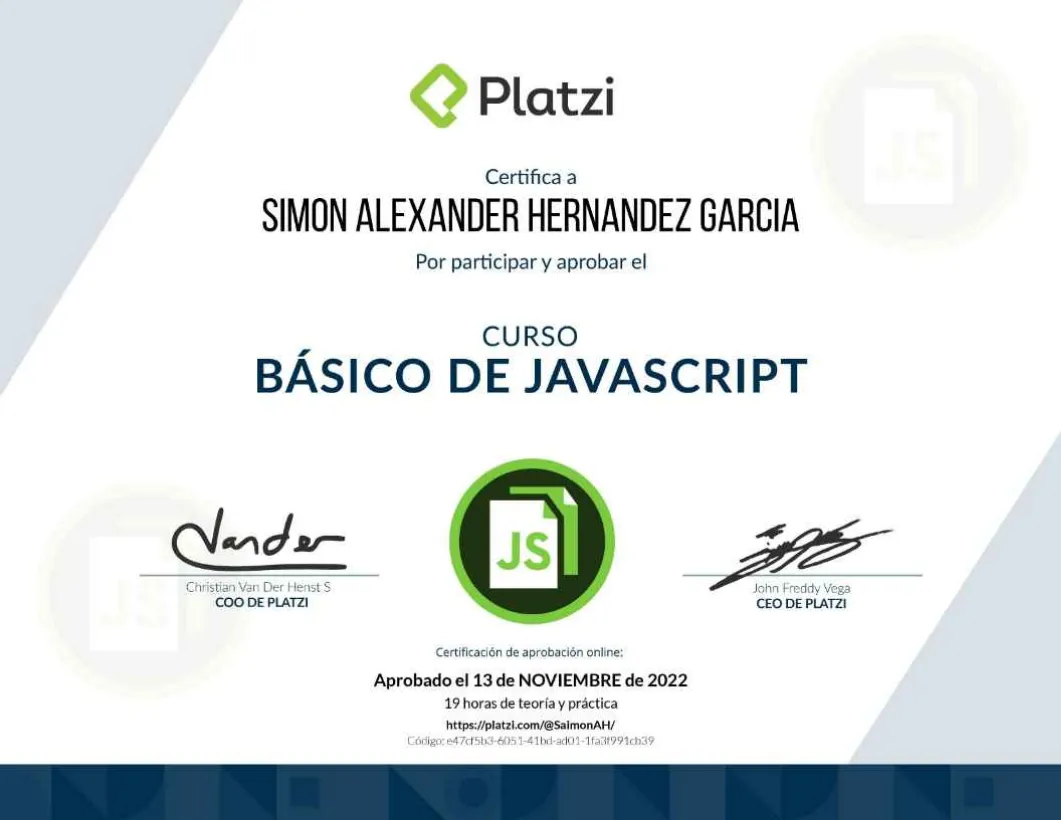 Platzi
Certifica a
SIMON ALEXANDER HERNANDEZ GARCIA
Por participar y aprobar el
CURSO
BÁSICO DE JAVASCRIPT
JS
Christian Van Der Henst S
COO DE PLATZI
John Freddy Vega
CEO DE PLATZI
Certificación de aprobación online:
Aprobado el 13 de NOVIEMBRE de 2022
19 horas de teoría y práctica
https://platzi.com/@SaimonAH/
Código: e47cf5b3-6051-41bd-ad01-1fa3f991cb39